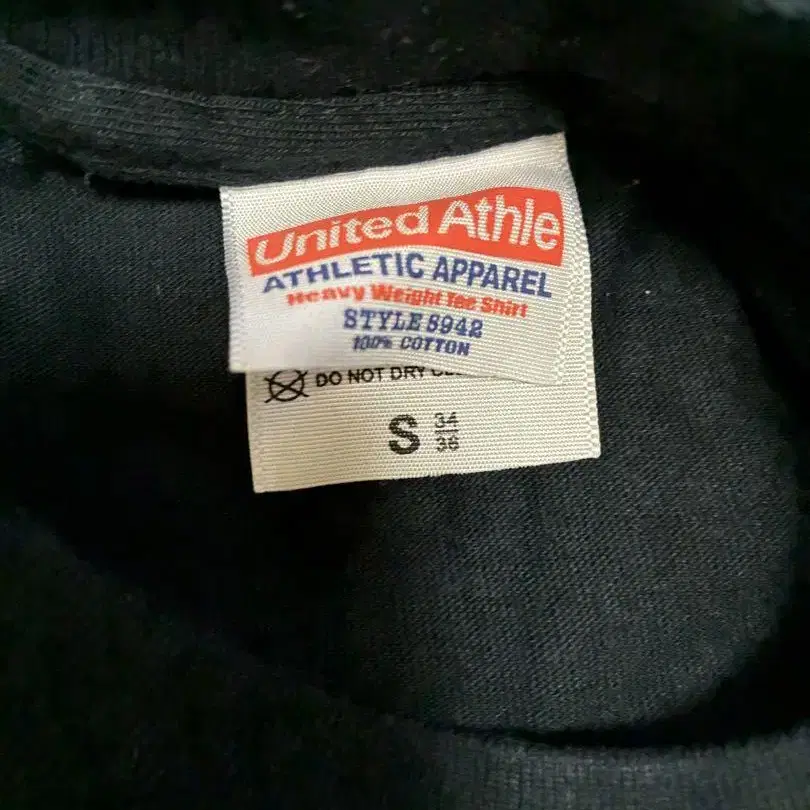 United Athle
ATHLETIC APPAREL
Heavy Weight Tee Shirt
STYLE 5942
100% COTTON
DO NOT DRY
S 34
36